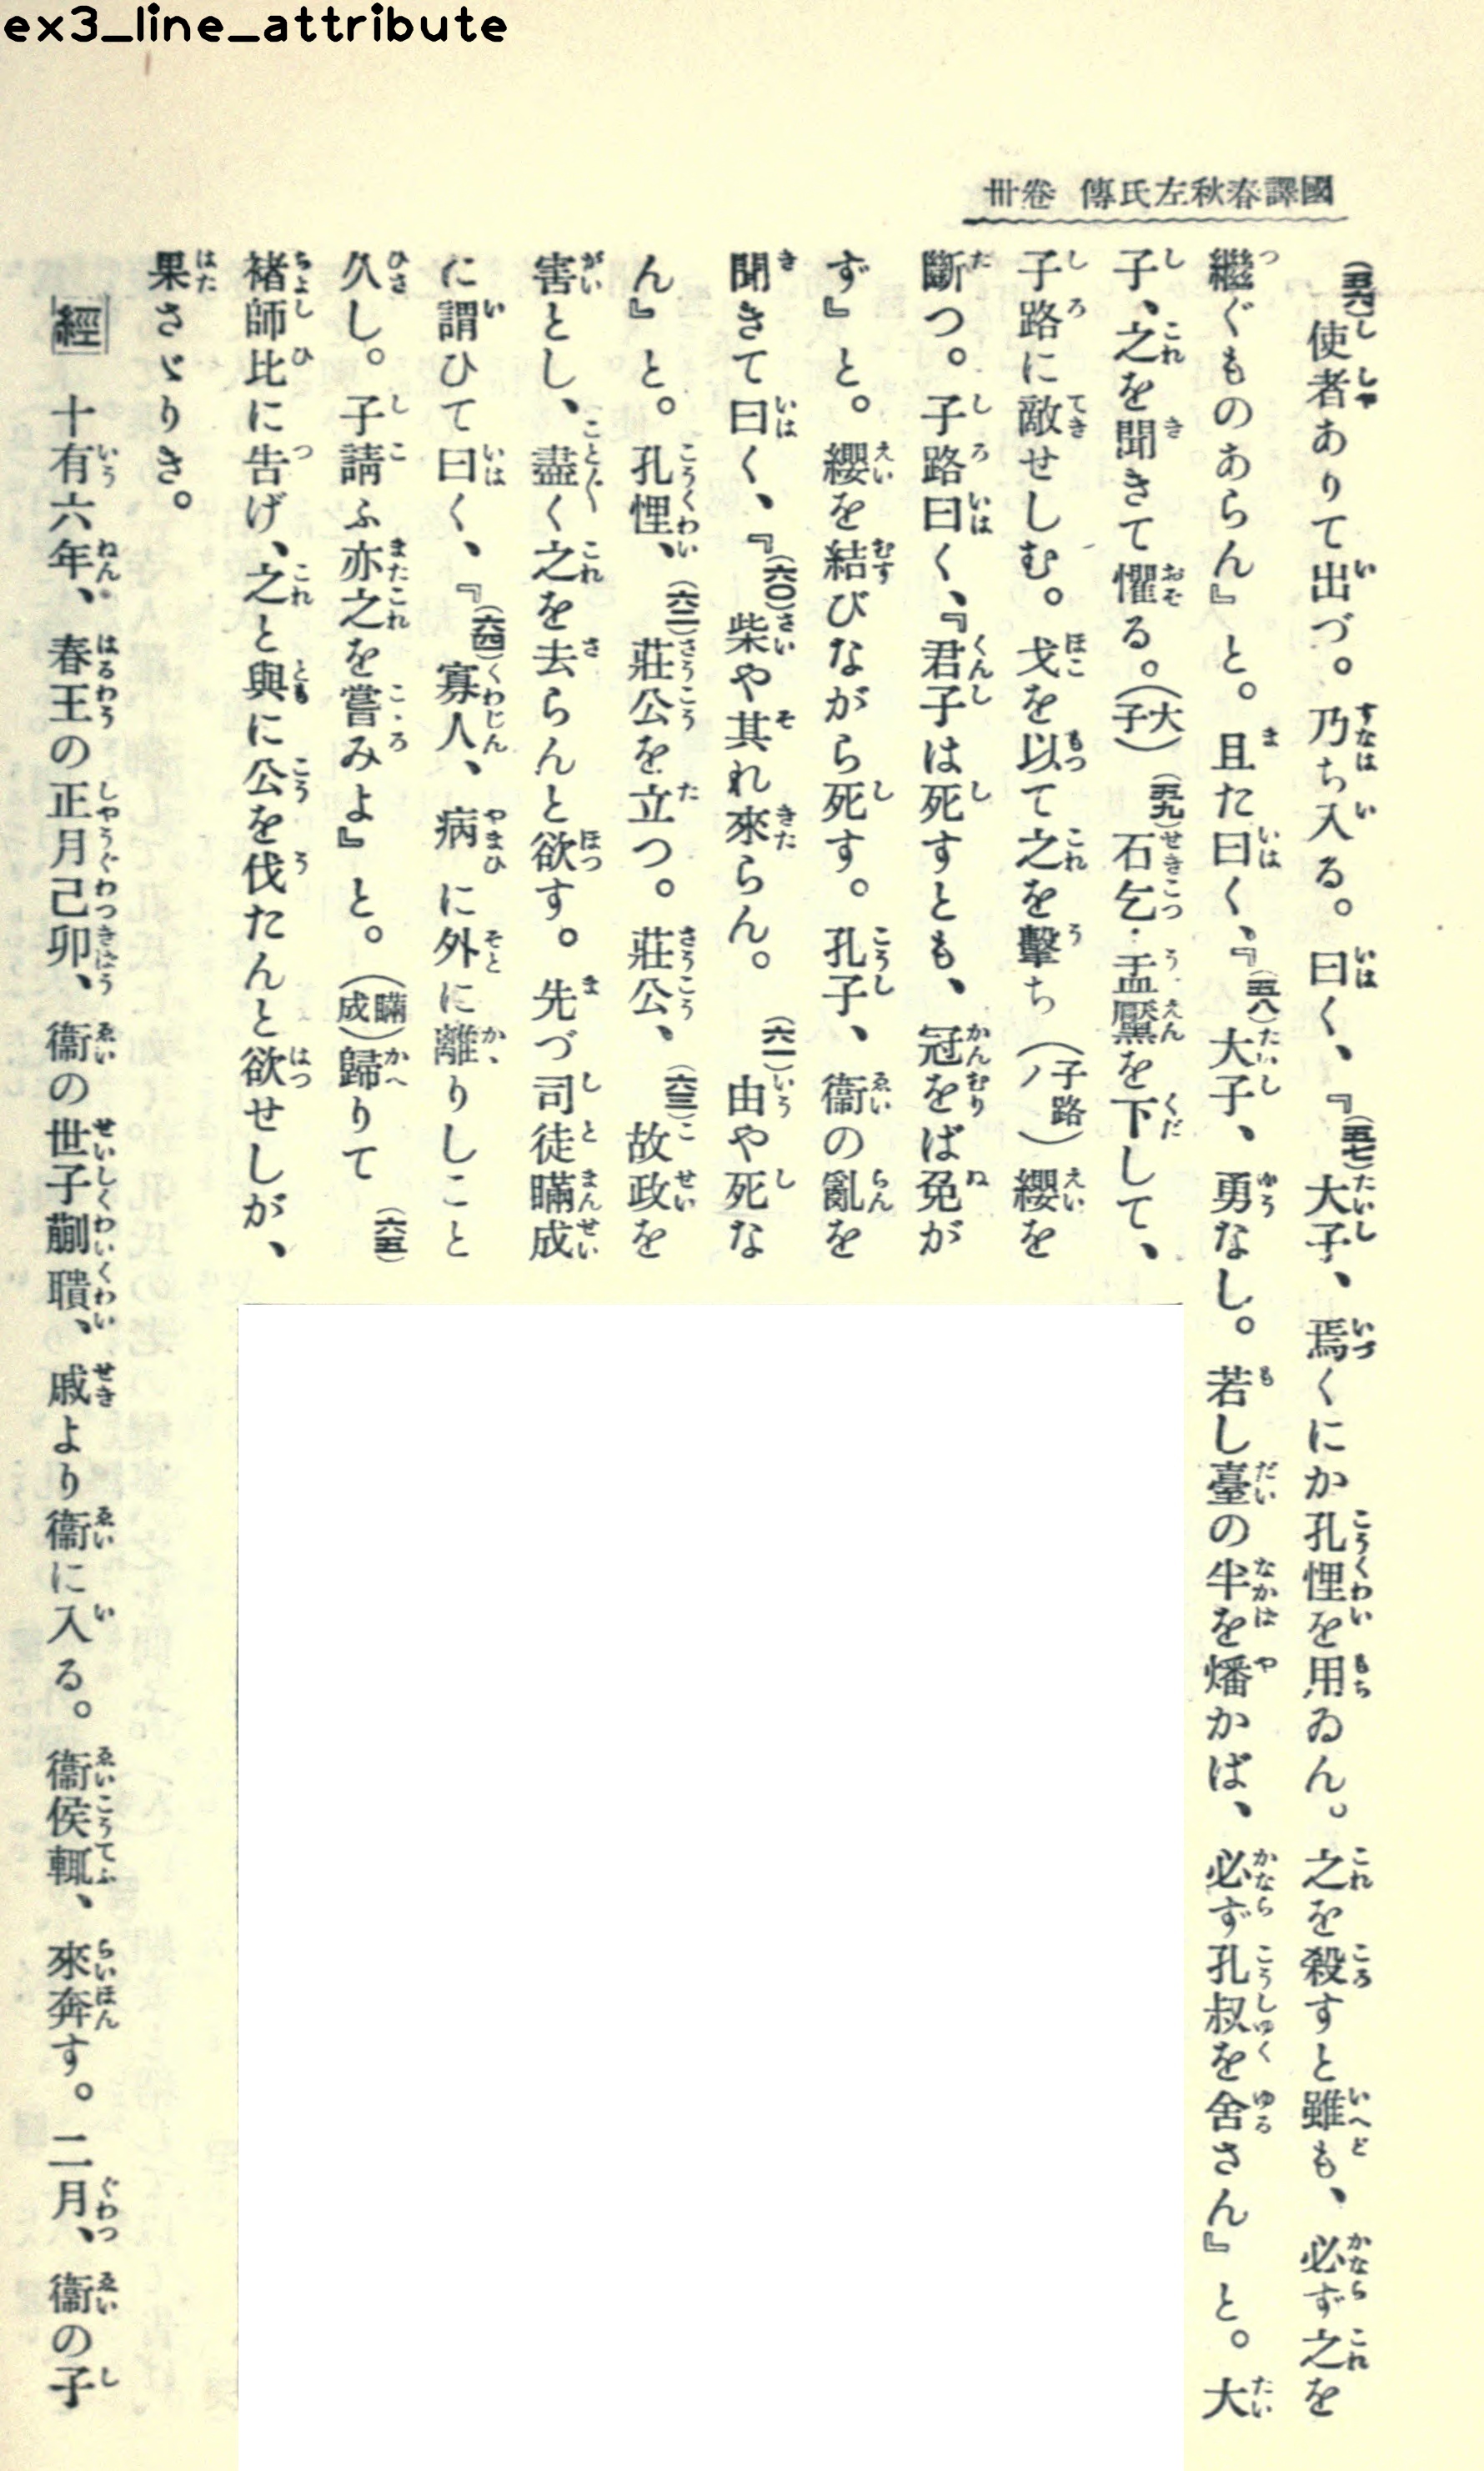 ex3_line_attribute
國譯春秋左氏傳 卷卅
(五六)使者ありて出づ。乃ち入る。曰く、『(五七)大子、焉くにか孔悝を用ゐん。之を殺すと雖も、必ず之を
繼ぐものあらん』と。且た曰く、『(五八)大子、勇なし。若し臺の半を燔かば、必ず孔叔を舍さん』と。大
子、之を聞きて懼る。(大子)(五九)石乞・盂黶を下して、
子路に敵せしむ。戈を以て之を擊ち(子路ノ)纓を
斷つ。子路曰く、『君子は死すとも、冠をば免が
ず』と。纓を結びながら死す。孔子、衞の亂を
聞きて曰く、『(六〇)柴や其れ來らん。(六一)由や死な
ん』と。孔悝、(六二)莊公を立つ。莊公、(六三)故政を
害とし、盡く之を去らんと欲す。先づ司徒瞞成
に謂ひて曰く、『(六四)寡人、病に外に離りしこと
久し。子請ふ亦之を嘗みよ』と。(瞞成)歸りて(六五)
褚師比に告げ、之と與に公を伐たんと欲せしが、
果さゞりき。
經 十有六年、春王の正月己卯、衞の世子蒯聵、戚より衞に入る。衞侯輒、來奔す。二月、衞の子